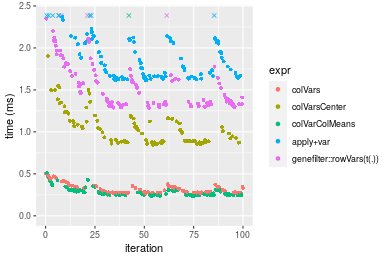 2.5
2.0
1.5
1.0
0.5
0.0
time (ms)
0
25
50
75
100
iteration
expr
colVars
colVarsCenter
colVarColMeans
apply+var
genefilter::rowVars(t(.))